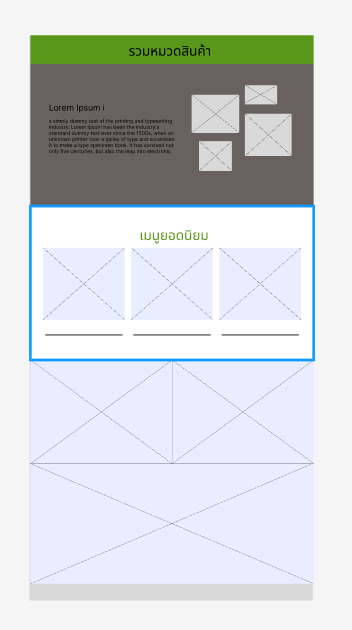 รวมหมวดสินค้า
Lorem Ipsum i
s simply dummy text of the printing and typesetting
industry. Lorem Ipsum has been the industry's
standard dummy text ever since the 1500s, when an
unknown printer took a galley of type and scrambled
it to make a type specimen book. It has survived not
only five centuries, but also the leap into electronic
เมนูยอดนิยม